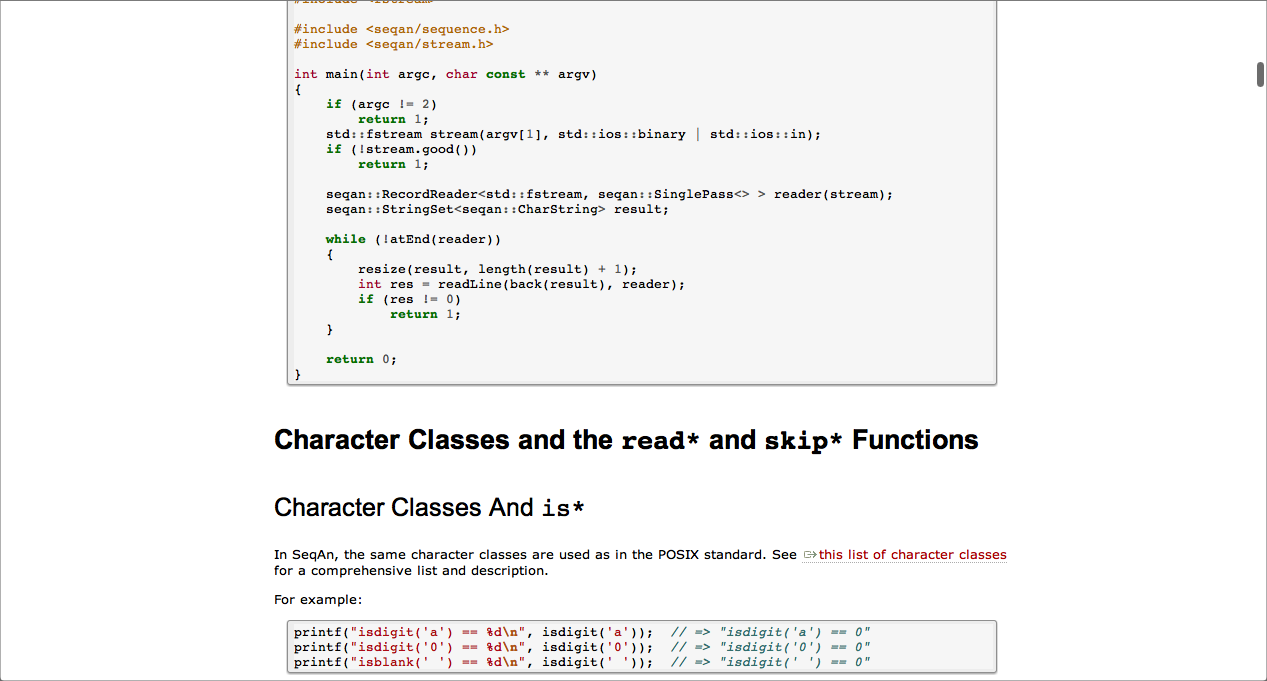 #include <iostream>
#include <seqan/sequence.h>
#include <seqan/stream.h>
int main(int argc, char const ** argv)
{
if (argc != 2)
return 1;
std::fstream stream(argv[1], std::ios::binary | std::ios::in);
if (!stream.good())
return 1;
seqan::RecordReader<std::fstream, seqan::SinglePass<> > reader(stream);
seqan::StringSet<seqan::CharString> result;
while (!atEnd(reader))
{
resize(result, length(result) + 1);
int res = readLine(back(result), reader);
if (res != 0)
return 1;
}
return 0;
}
Character Classes and the read* and skip* Functions
Character Classes And is*
In SeqAn, the same character classes are used as in the POSIX standard. See this list of character classes
for a comprehensive list and description.
For example:
printf("isdigit('a') == %d\n", isdigit('a'));  // => "isdigit('a') == 0"
printf("isdigit('0') == %d\n", isdigit('0'));  // => "isdigit('0') == 0"
printf("isblank(' ') == %d\n", isdigit(' '));  // => "isdigit(' ') == 0"